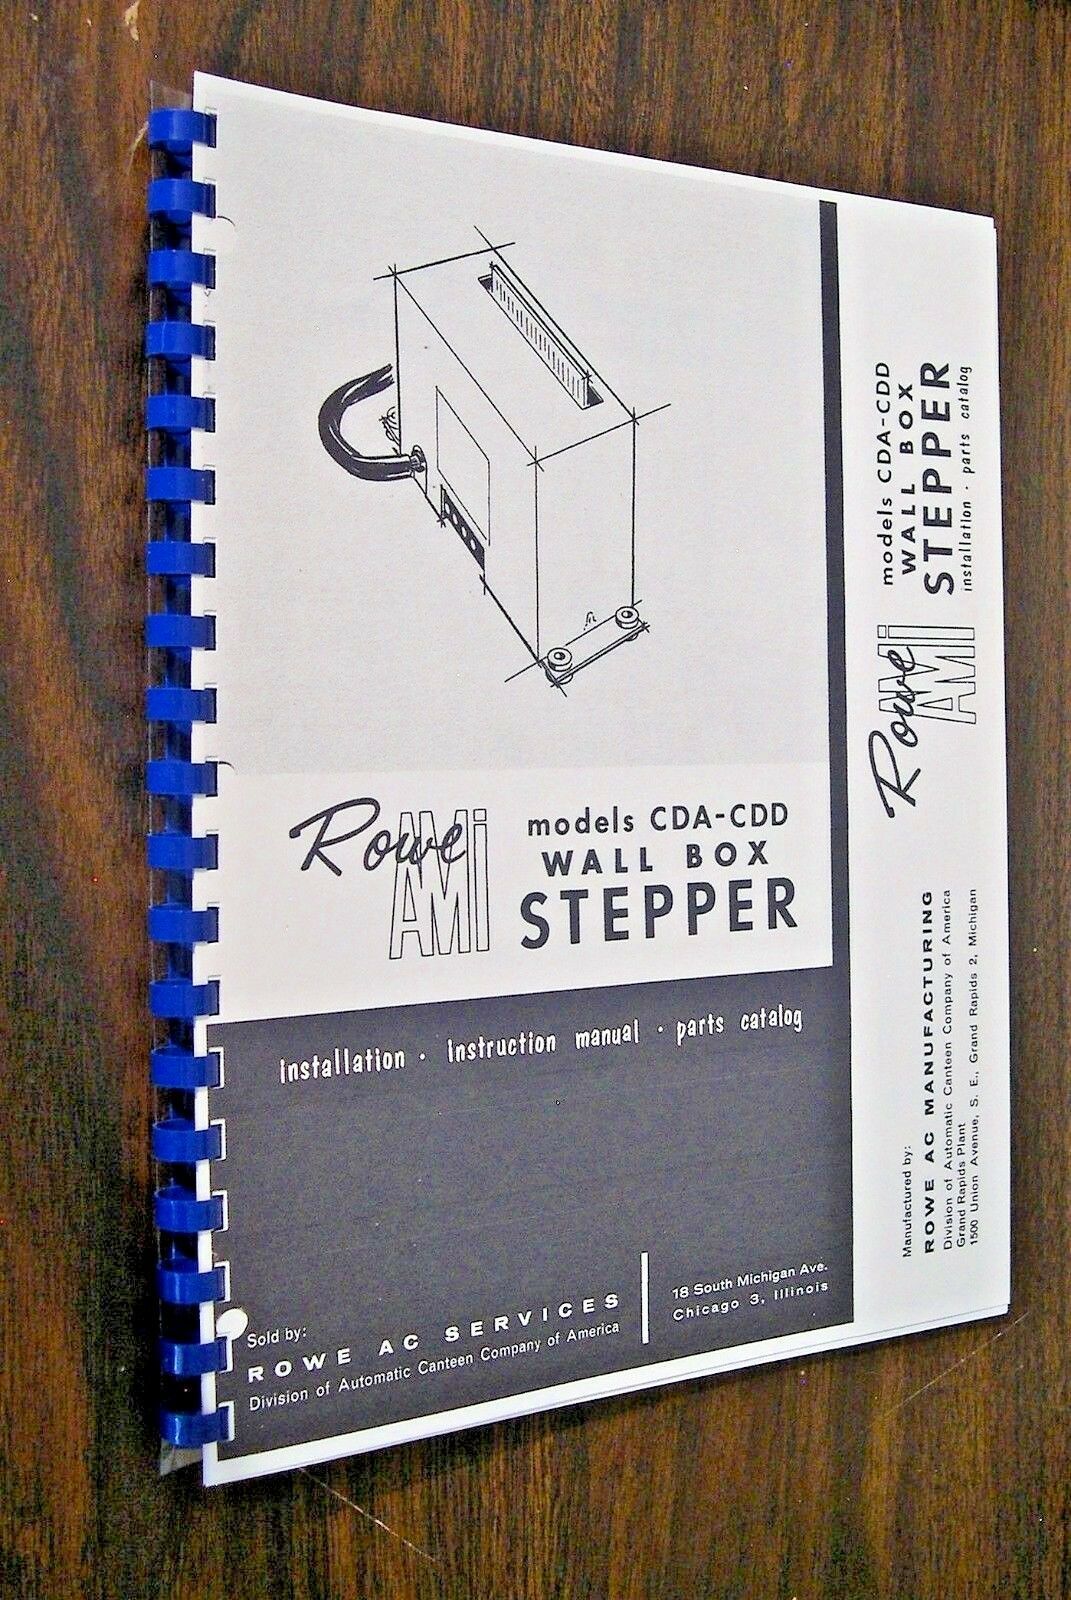 Rowe
AMi
models CDA-CDD
WALL BOX
STEPPER
installation · instruction manual · parts catalog
Sold by:
ROWE AC SERVICES
Division of Automatic Canteen Company of America
18 South Michigan Ave.
Chicago 3, Illinois
models CDA-CDD
WALL BOX
STEPPER
installation · parts catalog
Rowe
AMi
Manufactured by:
ROWE AC MANUFACTURING
Division of Automatic Canteen Company of America
Grand Rapids Plant
1500 Union Avenue, S. E., Grand Rapids 2, Michigan